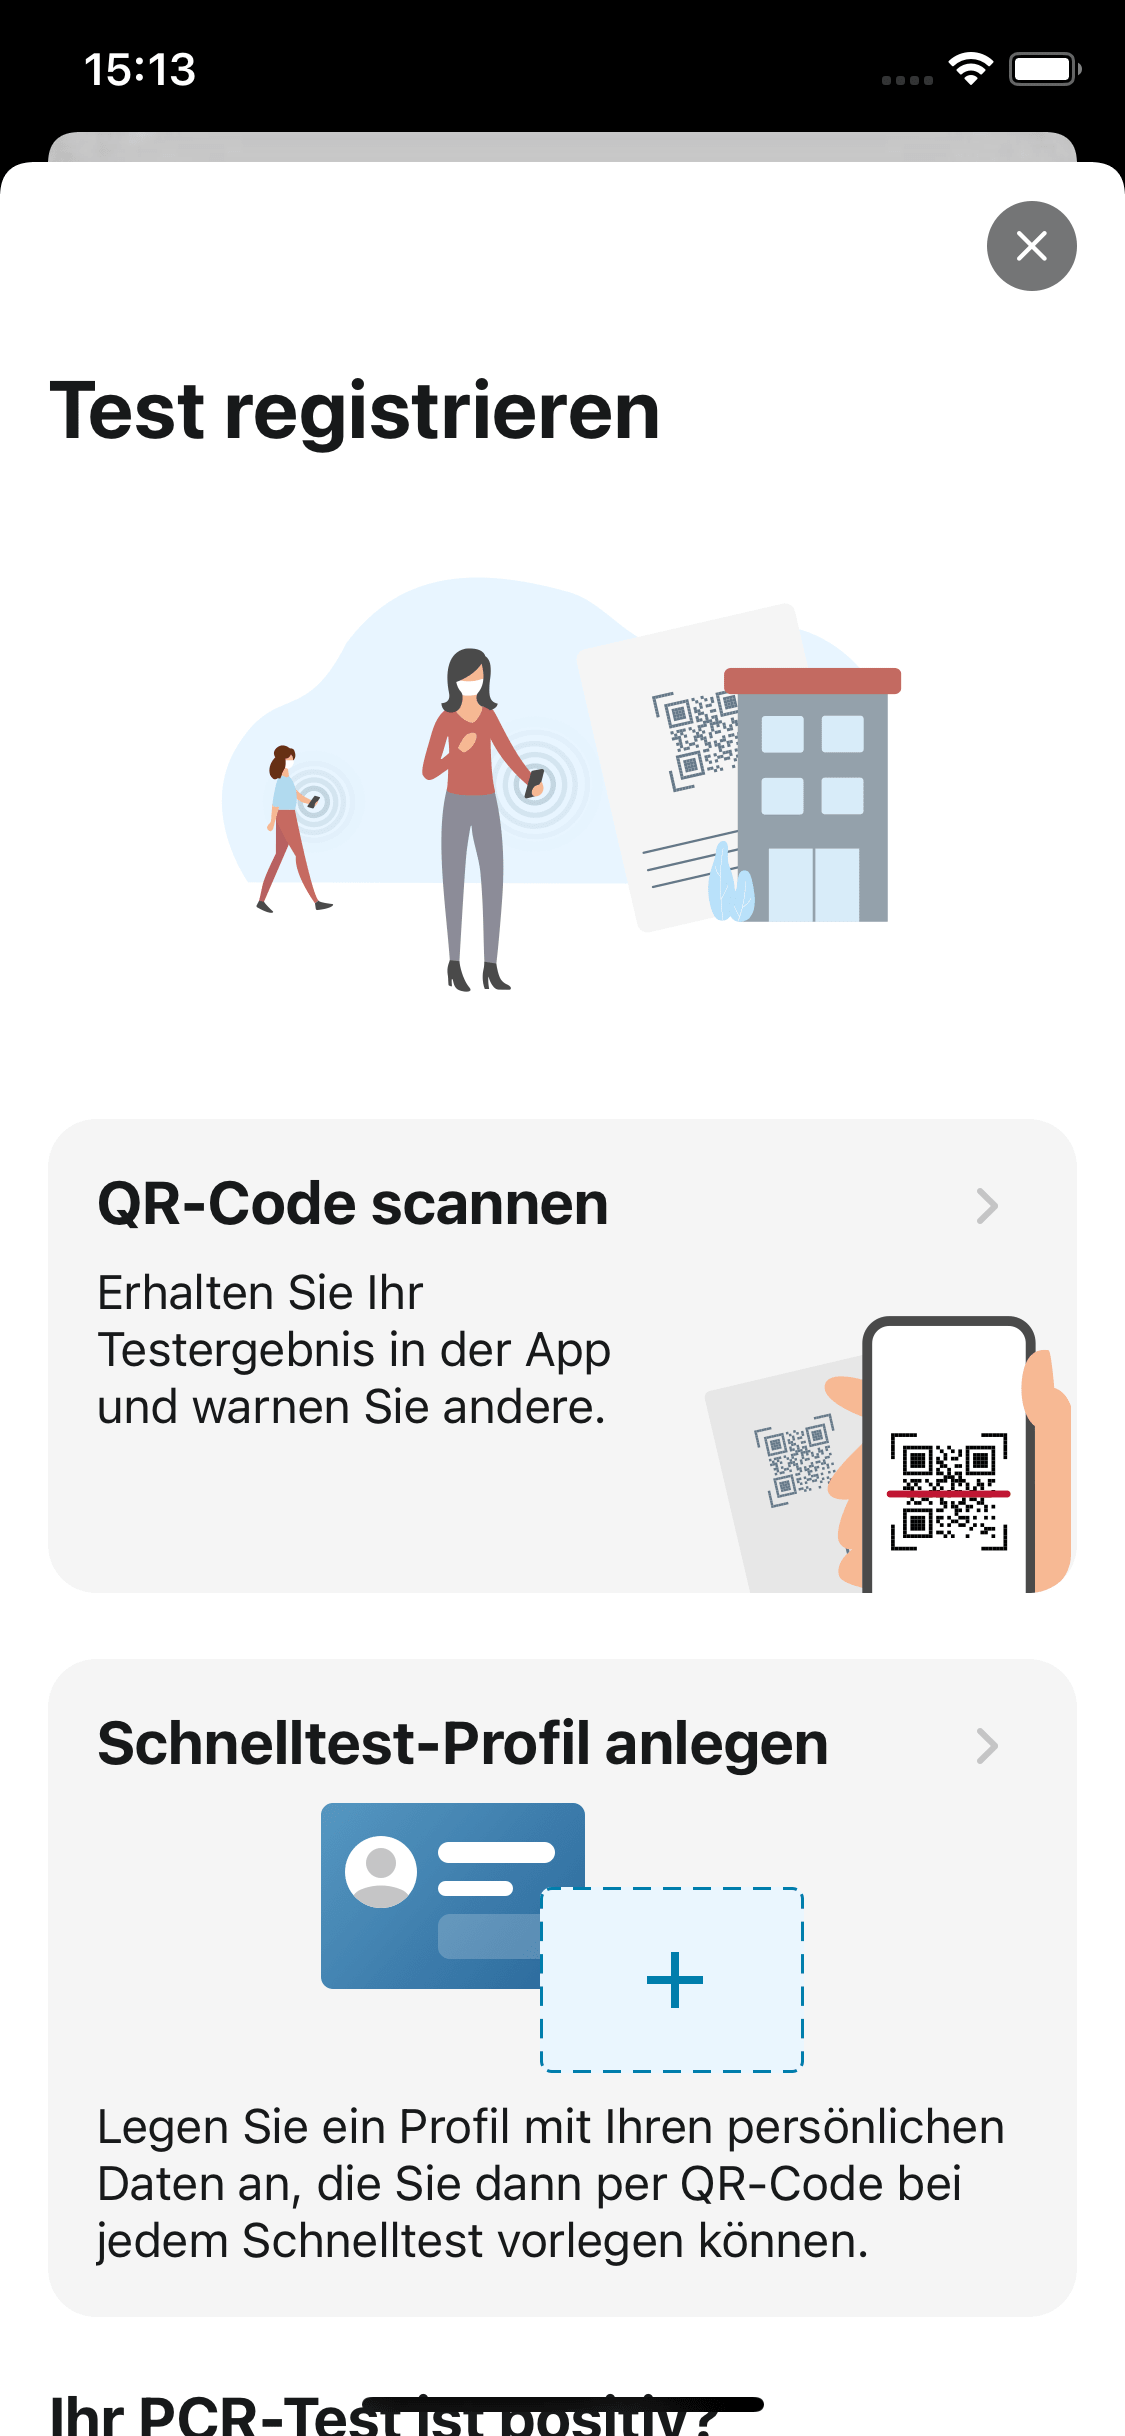 15:13
Test registrieren
QR-Code scannen
Erhalten Sie Ihr
Testergebnis in der App
und warnen Sie andere.
Schnelltest-Profil anlegen
Legen Sie ein Profil mit Ihren persönlichen
Daten an, die Sie dann per QR-Code bei
jedem Schnelltest vorlegen können.
Ihr PCR-Test ist positiv?